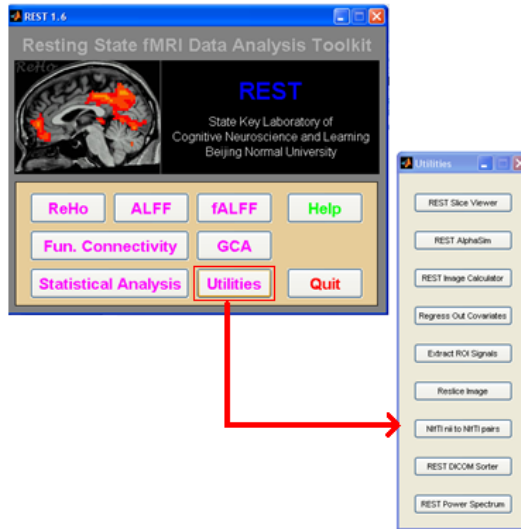 REST 1.6
Resting State fMRI Data Analysis Toolkit
ReHo
REST
State Key Laboratory of
Cognitive Neuroscience and Learning
Beijing Normal University
ReHo ALFF fALFF Help
Fun. Connectivity GCA
Statistical Analysis Utilities Quit
Utilities
REST Slice Viewer
REST AlphaSim
REST Image Calculator
Regress Out Covariates
Extract ROI Signals
Reslice Image
NIfTI nii to NIfTI pairs
REST DICOM Sorter
REST Power Spectrum